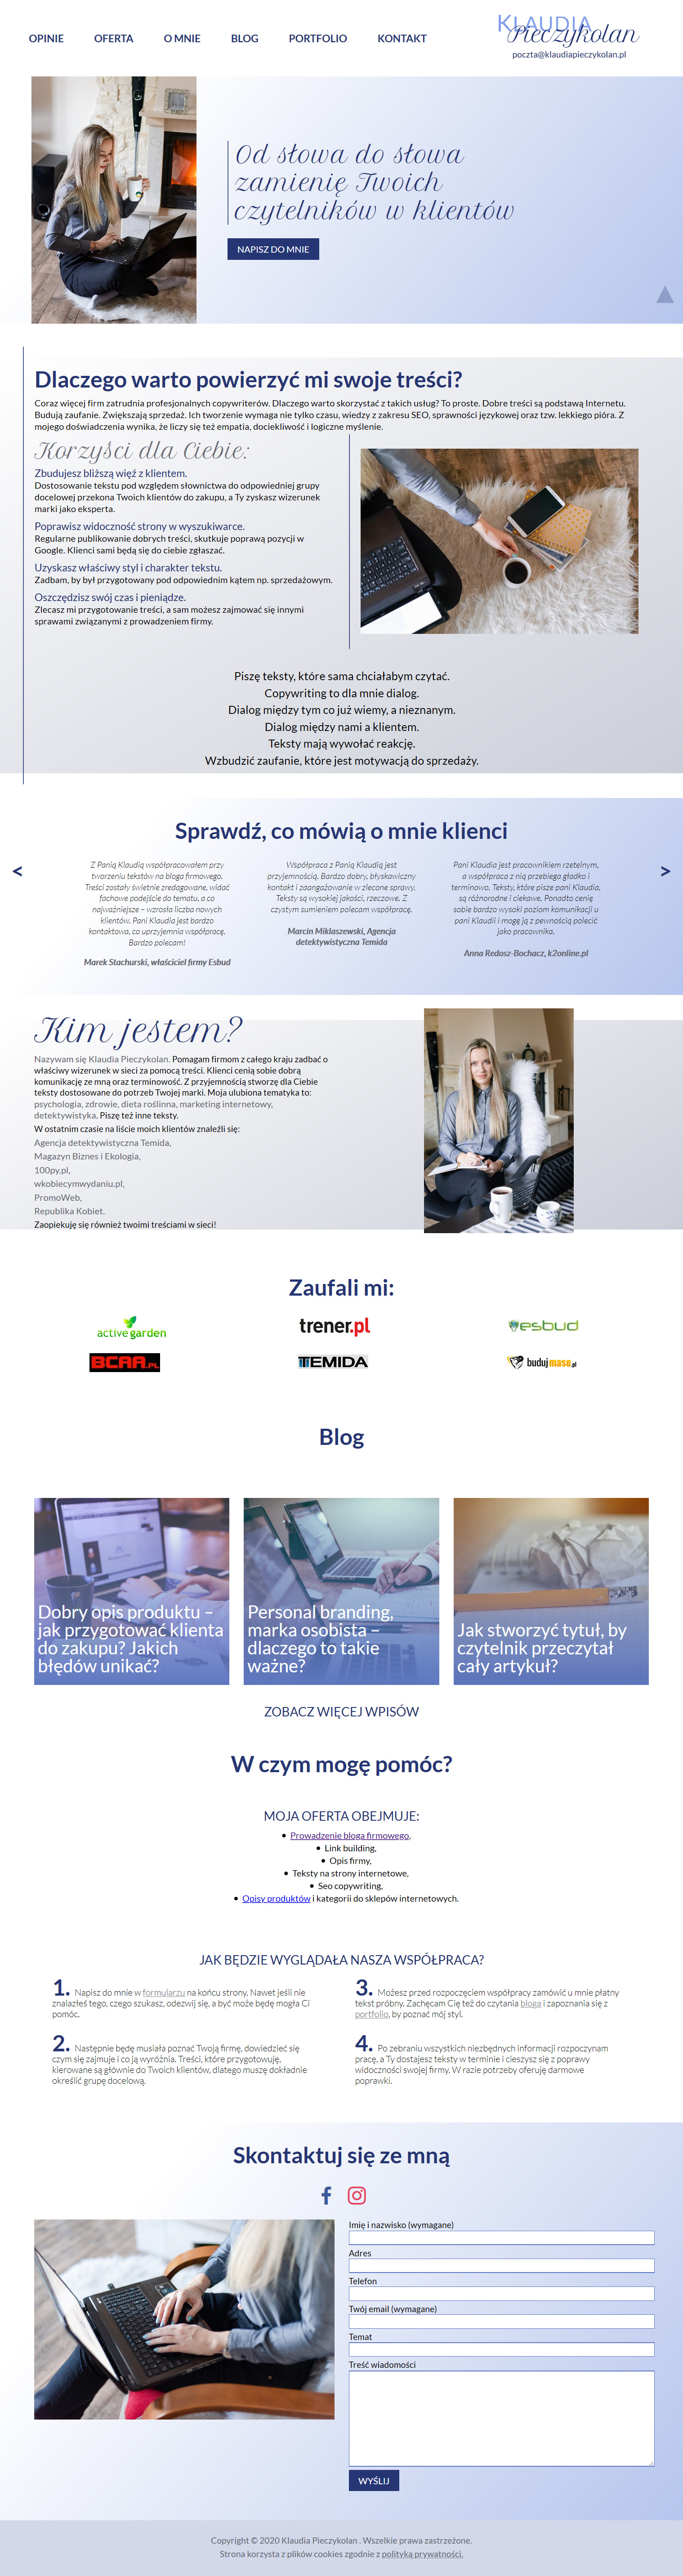 OPINIE OFERTA O MNIE BLOG PORTFOLIO KONTAKT
KLAUDIA
Pieczykolan
poczta@klaudiapieczykolan.pl
Od słowa do słowa
zamienię Twoich
czytelników w klientów
NAPISZ DO MNIE
Dlaczego warto powierzyć mi swoje treści?
Coraz więcej firm zatrudnia profesjonalnych copywriterów. Dlaczego warto skorzystać z takich usług? To proste. Dobre treści są podstawą Internetu.
Budują zaufanie. Zwiększają sprzedaż. Ich tworzenie wymaga nie tylko czasu, wiedzy z zakresu SEO, sprawności językowej oraz tzw. lekkiego pióra. Z
mojego doświadczenia wynika, że liczy się też empatia, dociekliwość i logiczne myślenie.
Korzyści dla Ciebie:
Zbudujesz bliższą więź z klientem.
Dostosowanie tekstu pod względem słownictwa do odpowiedniej grupy
docelowej przekona Twoich klientów do zakupu, a Ty zyskasz wizerunek
marki jako eksperta.
Poprawisz widoczność strony w wyszukiwarce.
Regularne publikowanie dobrych treści, skutkuje poprawą pozycji w
Google. Klienci sami będą się do ciebie zgłaszać.
Uzyskasz właściwy styl i charakter tekstu.
Zadbam, by był przygotowany pod odpowiednim kątem np. sprzedażowym.
Oszczędzisz swój czas i pieniądze.
Zlecasz mi przygotowanie treści, a sam możesz zajmować się innymi
sprawami związanymi z prowadzeniem firmy.
Piszę teksty, które sama chciałabym czytać.
Copywriting to dla mnie dialog.
Dialog między tym co już wiemy, a nieznanym.
Dialog między nami a klientem.
Teksty mają wywołać reakcję.
Wzbudzić zaufanie, które jest motywacją do sprzedaży.
Sprawdź, co mówią o mnie klienci
<
Z Panią Klaudią współpracowałem przy
tworzeniu tekstów na bloga firmowego.
Treści zostały świetnie zredagowane, widać
fachowe podejście do tematu, a co
najważniejsze – wzrosła liczba nowych
klientów. Pani Klaudia jest bardzo
kontaktowa, co uprzyjemnia współpracę.
Bardzo polecam!
Marek Stachurski, właściciel firmy Esbud
Współpraca z Panią Klaudią jest
przyjemnością. Bardzo dobry, błyskawiczny
kontakt i zaangażowanie w zlecone sprawy.
Teksty są wysokiej jakości, rzeczowe. Z
czystym sumieniem polecam współpracę.
Marcin Miklaszewski, Agencja
detektywistyczna Temida
Pani Klaudia jest pracownikiem rzetelnym,
a współpraca z nią przebiega gładko i
terminowo. Teksty, które pisze pani Klaudia,
są różnorodne i ciekawe. Ponadto cenię
sobie bardzo wysoki poziom komunikacji u
pani Klaudii i mogę ją z pewnością polecić
jako pracownika.
Anna Redosz-Bochacz, k2online.pl
>
Kim jestem?
Nazywam się Klaudia Pieczykolan. Pomagam firmom z całego kraju zadbać o
właściwy wizerunek w sieci za pomocą treści. Klienci cenią sobie dobrą
komunikację ze mną oraz terminowość. Z przyjemnością stworzę dla Ciebie
teksty dostosowane do potrzeb Twojej marki. Moja ulubiona tematyka to:
psychologia, zdrowie, dieta roślinna, marketing internetowy,
detektywistyka. Piszę też inne teksty.
W ostatnim czasie na liście moich klientów znaleźli się:
Agencja detektywistyczna Temida,
Magazyn Biznes i Ekologia,
100py.pl,
wkobiecymwydaniu.pl,
PromoWeb,
Republika Kobiet.
Zaopiekuję się również twoimi treściami w sieci!
Zaufali mi:
active garden
trener.pl
esbud
BCAA.PL
TEMIDA
budujmase.pl
Blog
Dobry opis produktu –
jak przygotować klienta
do zakupu? Jakich
błędów unikać?
Personal branding,
marka osobista –
dlaczego to takie
ważne?
Jak stworzyć tytuł, by
czytelnik przeczytał
cały artykuł?
ZOBACZ WIĘCEJ WPISÓW
W czym mogę pomóc?
MOJA OFERTA OBEJMUJE:
• Prowadzenie bloga firmowego,
• Link building,
• Opis firmy,
• Teksty na strony internetowe,
• Seo copywriting,
• Opisy produktów i kategorii do sklepów internetowych.
JAK BĘDZIE WYGLĄDAŁA NASZA WSPÓŁPRACA?
1. Napisz do mnie w formularzu na końcu strony. Nawet jeśli nie
znalazłeś tego, czego szukasz, odezwij się, a być może będę mogła Ci
pomóc.
2. Następnie będę musiała poznać Twoją firmę, dowiedzieć się
czym się zajmuje i co ją wyróżnia. Treści, które przygotowuję,
kierowane są głównie do Twoich klientów, dlatego muszę dokładnie
określić grupę docelową.
3. Możesz przed rozpoczęciem współpracy zamówić u mnie płatny
tekst próbny. Zachęcam Cię też do czytania bloga i zapoznania się z
portfolio, by poznać mój styl.
4. Po zebraniu wszystkich niezbędnych informacji rozpoczynam
pracę, a Ty dostajesz teksty w terminie i cieszysz się z poprawy
widoczności swojej firmy. W razie potrzeby oferuję darmowe
poprawki.
Skontaktuj się ze mną
Imię i nazwisko (wymagane)
Adres
Telefon
Twój email (wymagane)
Temat
Treść wiadomości
WYŚLIJ
Copyright © 2020 Klaudia Pieczykolan . Wszelkie prawa zastrzeżone.
Strona korzysta z plików cookies zgodnie z polityką prywatności.